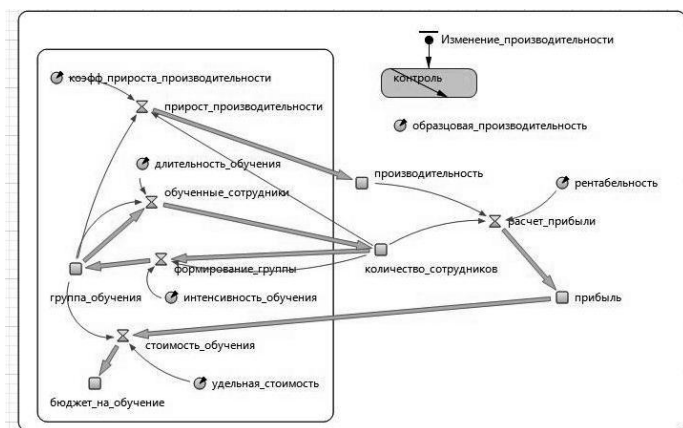 Изменение_производительности
контроль
коэфф_прироста_производительности
прирост_производительности
образцовая_производительность
длительность_обучения
производительность
рентабельность
обученные_сотрудники
расчет_прибыли
формирование_группы
количество_сотрудников
группа_обучения
интенсивность_обучения
прибыль
стоимость_обучения
удельная_стоимость
бюджет_на_обучение